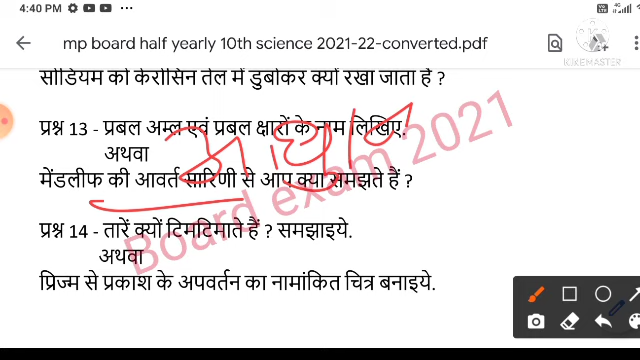 4:40 PM
mp board half yearly 10th science 2021-22-converted.pdf
KINEMASTER
सोडियम को केरोसिन तेल में डुबोकर क्यों रखा जाता है ?
प्रश्न 13 - प्रबल अम्ल एवं प्रबल क्षारों के नाम लिखिए.
अथवा
मेंडलीफ की आवर्त सारिणी से आप क्या समझते हैं ?
प्रश्न 14 - तारें क्यों टिमटिमाते हैं ? समझाइये.
अथवा
प्रिज्म से प्रकाश के अपवर्तन का नामांकित चित्र बनाइये.
Board exam 2021